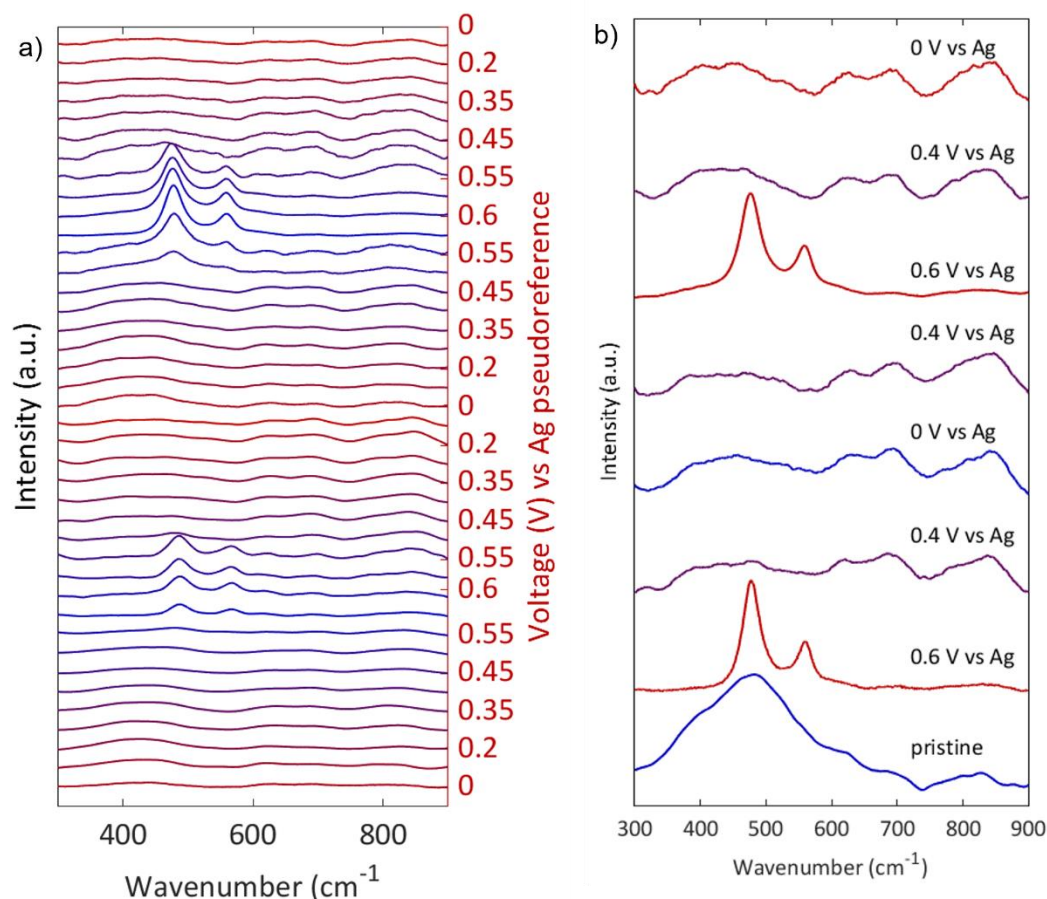 a)
0
0.2
0.35
0.45
0.55
0.6
0.55
0.45
0.35
0.2
0
0.2
0.35
0.45
0.55
0.6
0.55
0.45
0.35
0.2
0
Intensity (a.u.)
Voltage (V) vs Ag pseudoreference
400 600 800
Wavenumber (cm⁻¹
b)
0 V vs Ag
0.4 V vs Ag
0.6 V vs Ag
0.4 V vs Ag
0 V vs Ag
0.4 V vs Ag
0.6 V vs Ag
pristine
Intensity (a.u.)
300 400 500 600 700 800 900
Wavenumber (cm⁻¹)